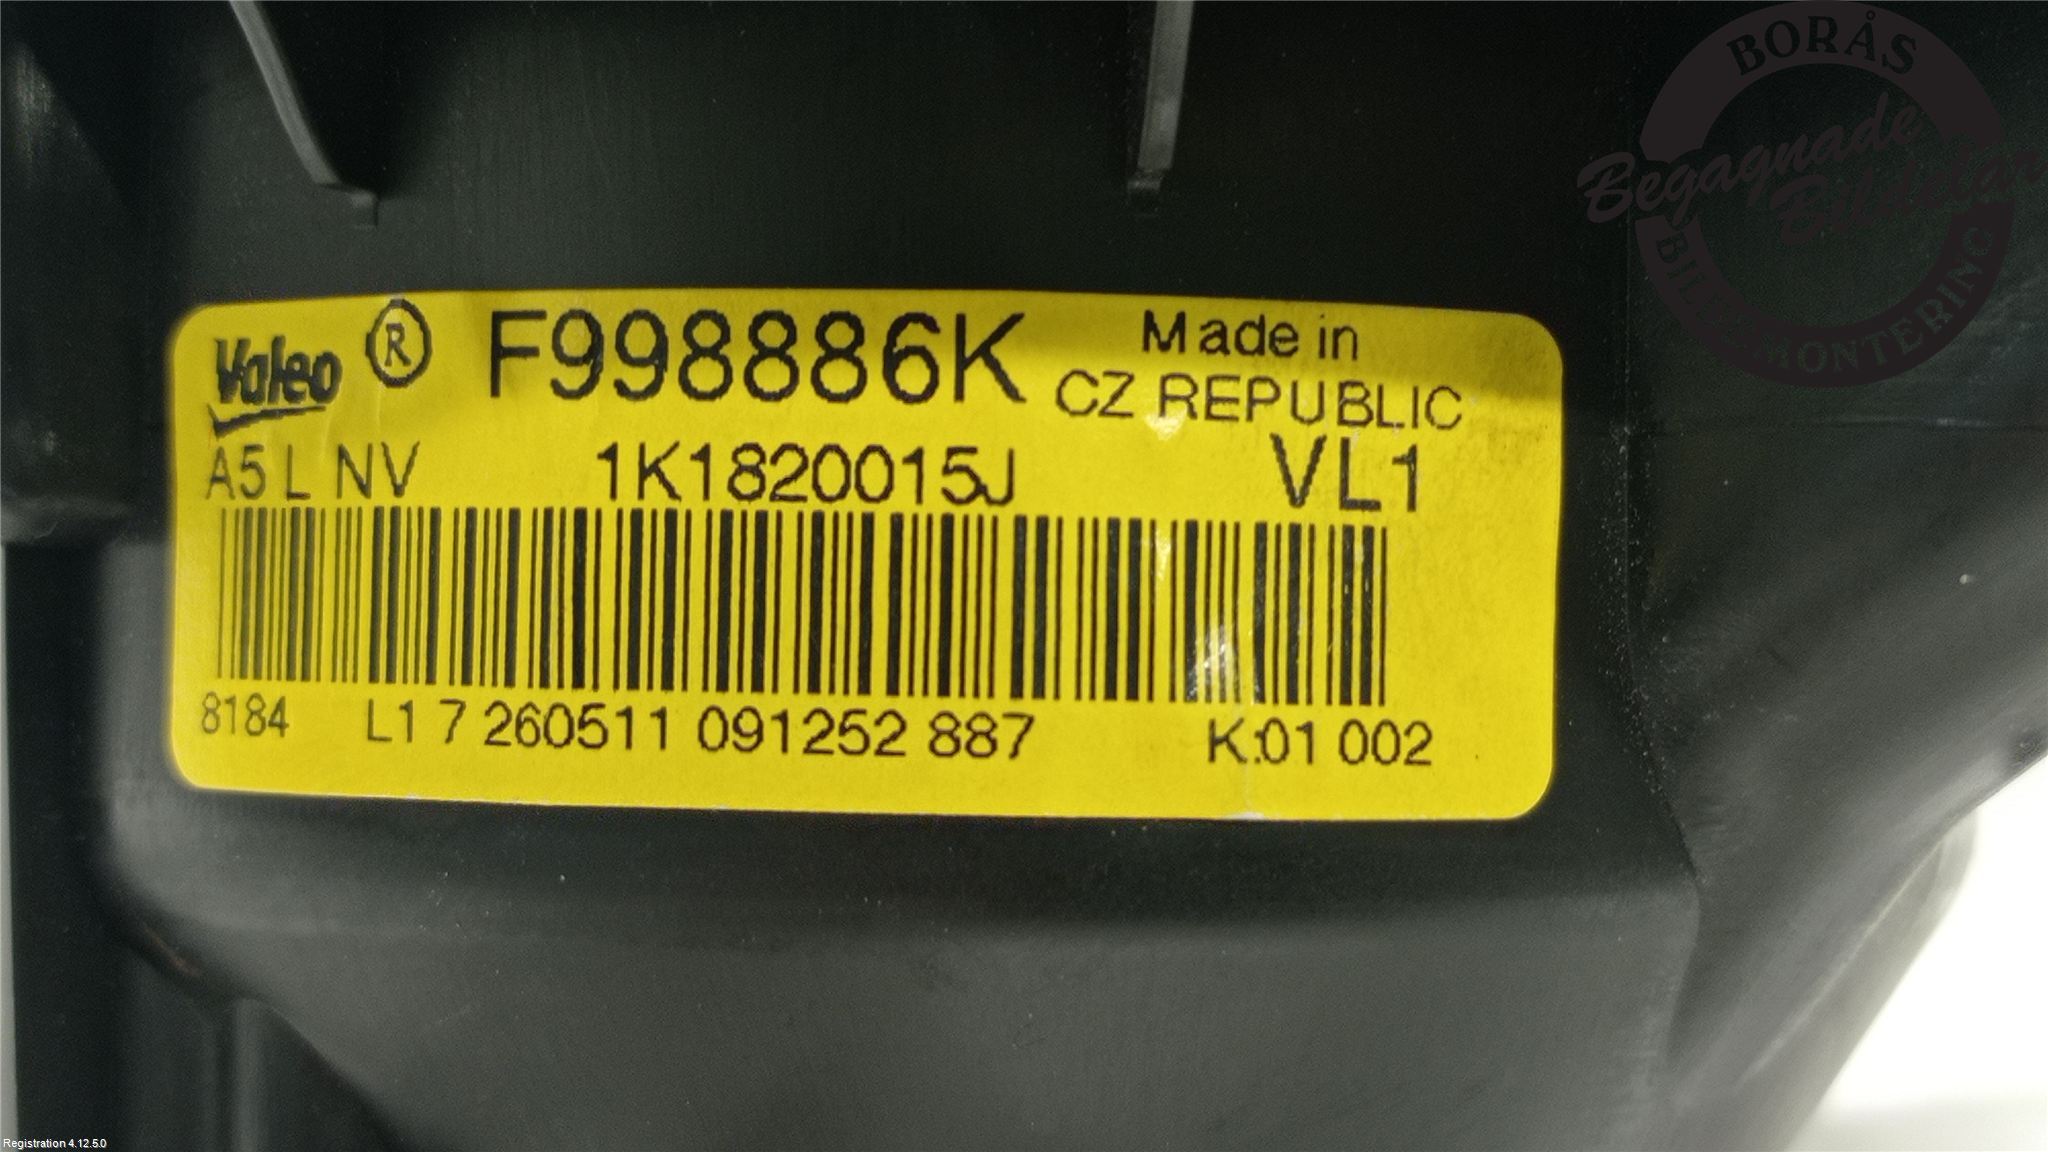 BORÅS
Begagnade
Bildelar
BILDEMONTERING
Valeo ® F998886K Made in
CZ REPUBLIC
A5 L NV 1K1820015J VL1
8184 L1 7 260511 091252 887 K:01 002
Registration 4.12.5.0